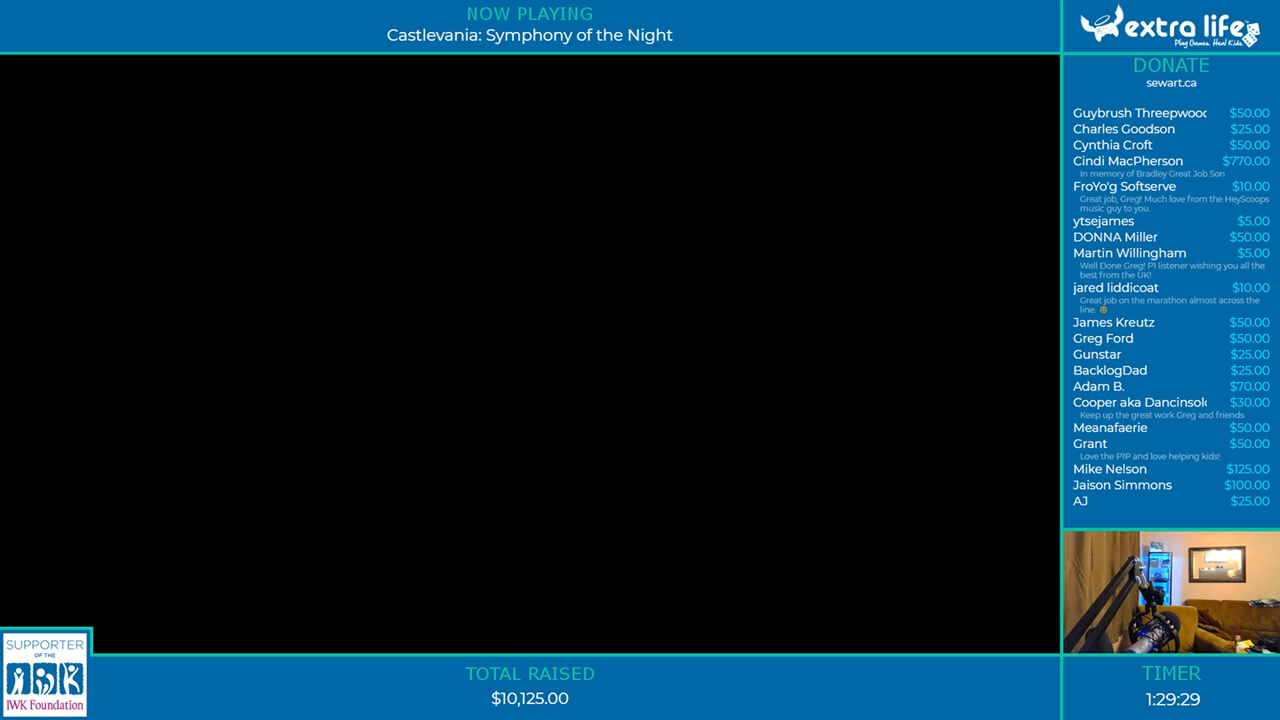 NOW PLAYING
Castlevania: Symphony of the Night
extra life
Play Games. Heal Kids.
DONATE
sewart.ca
Guybrush Threepwood $50.00
Charles Goodson $25.00
Cynthia Croft $50.00
Cindi MacPherson $770.00
In memory of Bradley Great Job Son
FroYo'g Softserve $10.00
Great job, Greg! Much love from the HeyScoops
music guy to you.
ytsejames $5.00
DONNA Miller $50.00
Martin Willingham $5.00
Well Done Greg! P1 listener wishing you all the
best from the UK!
jared liddicoat $10.00
Great job on the marathon almost across the
line. 😀
James Kreutz $50.00
Greg Ford $50.00
Gunstar $25.00
BacklogDad $25.00
Adam B. $70.00
Cooper aka Dancinsolo $30.00
Keep up the great work Greg and friends
Meanafaerie $50.00
Grant $50.00
Love the P1P and love helping kids!
Mike Nelson $125.00
Jaison Simmons $100.00
AJ $25.00
SUPPORTER
OF THE
IWK
IWK Foundation
TOTAL RAISED
$10,125.00
TIMER
1:29:29